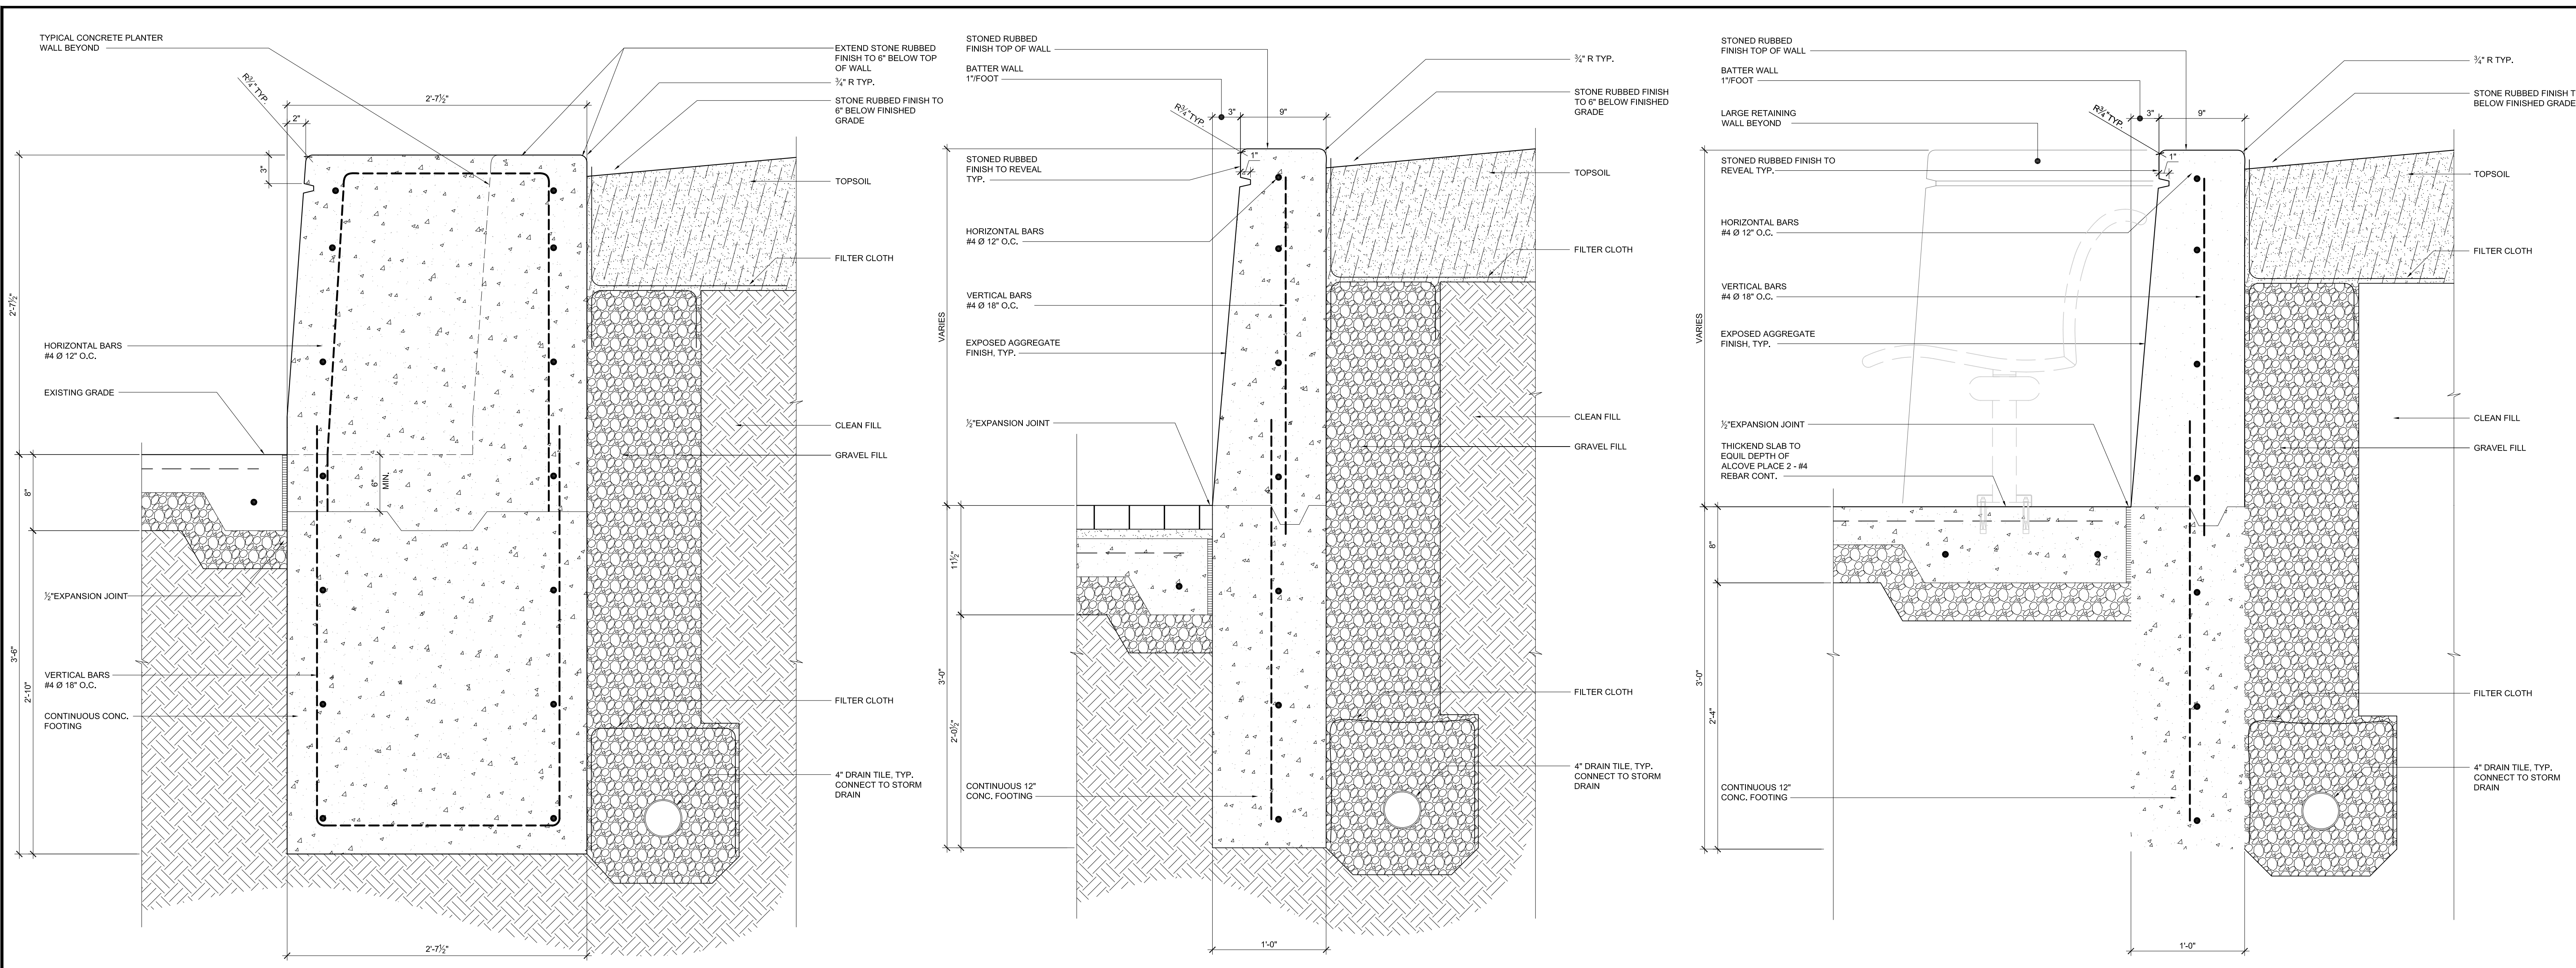 TYPICAL CONCRETE PLANTER
WALL BEYOND
R¾" TYP
2'-7½"
2"
3"
EXTEND STONE RUBBED
FINISH TO 6" BELOW TOP
OF WALL
¾" R TYP.
STONE RUBBED FINISH TO
6" BELOW FINISHED
GRADE
TOPSOIL
FILTER CLOTH
2'-7½"
HORIZONTAL BARS
#4 Ø 12" O.C.
EXISTING GRADE
CLEAN FILL
GRAVEL FILL
8"
6"
MIN.
½"EXPANSION JOINT
3'-6"
2'-10"
VERTICAL BARS
#4 Ø 18" O.C.
CONTINUOUS CONC.
FOOTING
FILTER CLOTH
4" DRAIN TILE, TYP.
CONNECT TO STORM
DRAIN
2'-7½"
STONED RUBBED
FINISH TOP OF WALL
BATTER WALL
1"/FOOT
R¾" TYP
3"
9"
1"
¾" R TYP.
STONE RUBBED FINISH
TO 6" BELOW FINISHED
GRADE
STONED RUBBED
FINISH TO REVEAL
TYP.
TOPSOIL
HORIZONTAL BARS
#4 Ø 12" O.C.
FILTER CLOTH
VERTICAL BARS
#4 Ø 18" O.C.
VARIES
EXPOSED AGGREGATE
FINISH, TYP.
½"EXPANSION JOINT
CLEAN FILL
GRAVEL FILL
11½"
3'-0"
2'-0½"
FILTER CLOTH
4" DRAIN TILE, TYP.
CONNECT TO STORM
DRAIN
CONTINUOUS 12"
CONC. FOOTING
1'-0"
STONED RUBBED
FINISH TOP OF WALL
BATTER WALL
1"/FOOT
LARGE RETAINING
WALL BEYOND
R¾" TYP.
3"
9"
1"
¾" R TYP.
STONE RUBBED FINISH T
BELOW FINISHED GRADE
STONED RUBBED FINISH TO
REVEAL TYP.
TOPSOIL
HORIZONTAL BARS
#4 Ø 12" O.C.
FILTER CLOTH
VERTICAL BARS
#4 Ø 18" O.C.
VARIES
EXPOSED AGGREGATE
FINISH, TYP.
½"EXPANSION JOINT
CLEAN FILL
THICKEND SLAB TO
EQUIL DEPTH OF
ALCOVE PLACE 2 - #4
REBAR CONT.
GRAVEL FILL
8"
3'-0"
2'-4"
FILTER CLOTH
4" DRAIN TILE, TYP.
CONNECT TO STORM
DRAIN
CONTINUOUS 12"
CONC. FOOTING
1'-0"